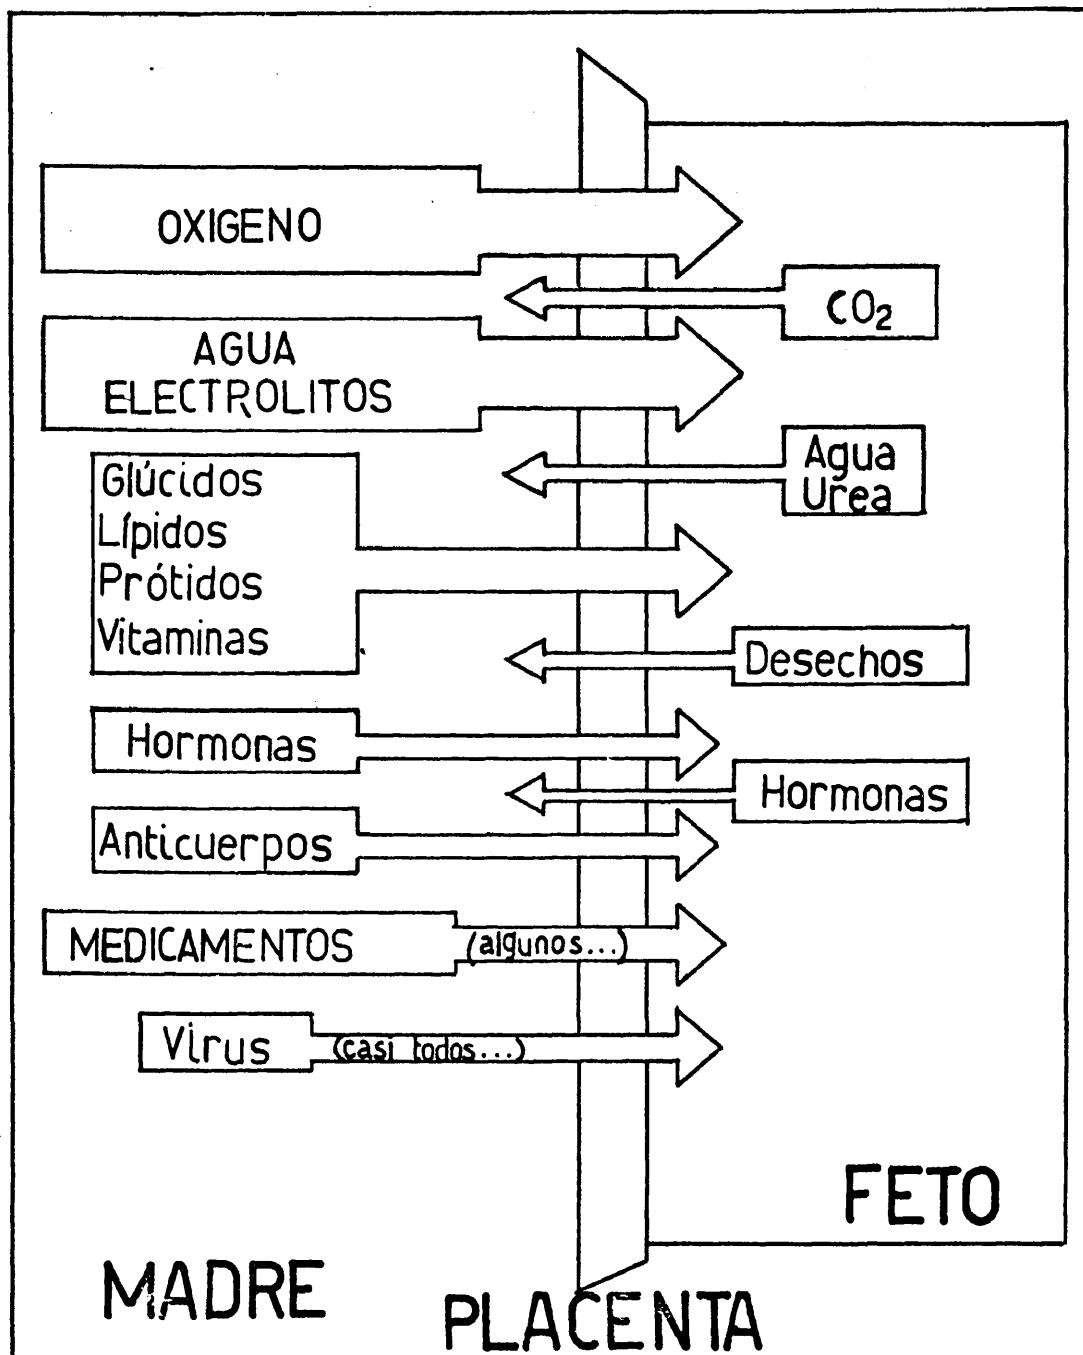 OXIGENO
CO₂
AGUA
ELECTROLITOS
Agua
Urea
Glúcidos
Lípidos
Prótidos
Vitaminas
Desechos
Hormonas
Hormonas
Anticuerpos
MEDICAMENTOS (algunos...)
Virus (casi todos...)
FETO
MADRE
PLACENTA